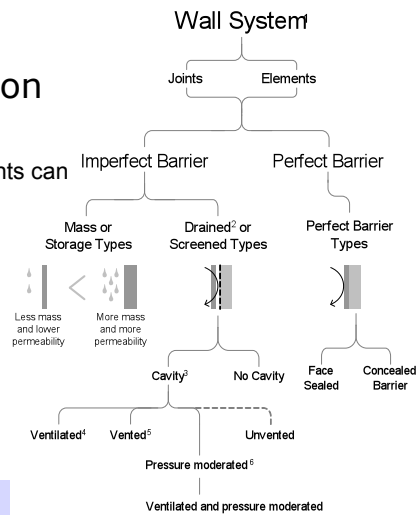 Wall System¹
on
Joints Elements
nts can
Imperfect Barrier Perfect Barrier
Mass or
Storage Types
Drained² or
Screened Types
Perfect Barrier
Types
Less mass
and lower
permeability
<
More mass
and more
permeability
Cavity³ No Cavity
Face
Sealed
Concealed
Barrier
Ventilated⁴ Vented⁵ Unvented
Pressure moderated⁶
Ventilated and pressure moderated